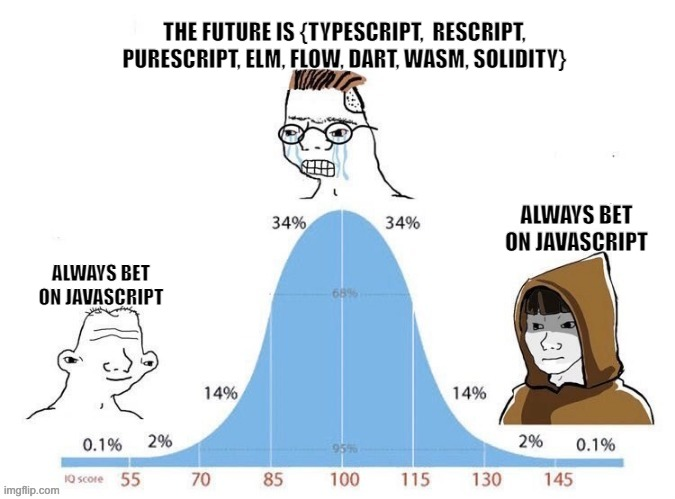 THE FUTURE IS {TYPESCRIPT, RESCRIPT,
PURESCRIPT, ELM, FLOW, DART, WASM, SOLIDITY}
ALWAYS BET
ON JAVASCRIPT
ALWAYS BET
ON JAVASCRIPT
34% 34%
68%
14% 14%
0.1% 2% 95% 2% 0.1%
IQ score 55 70 85 100 115 130 145
imgflip.com